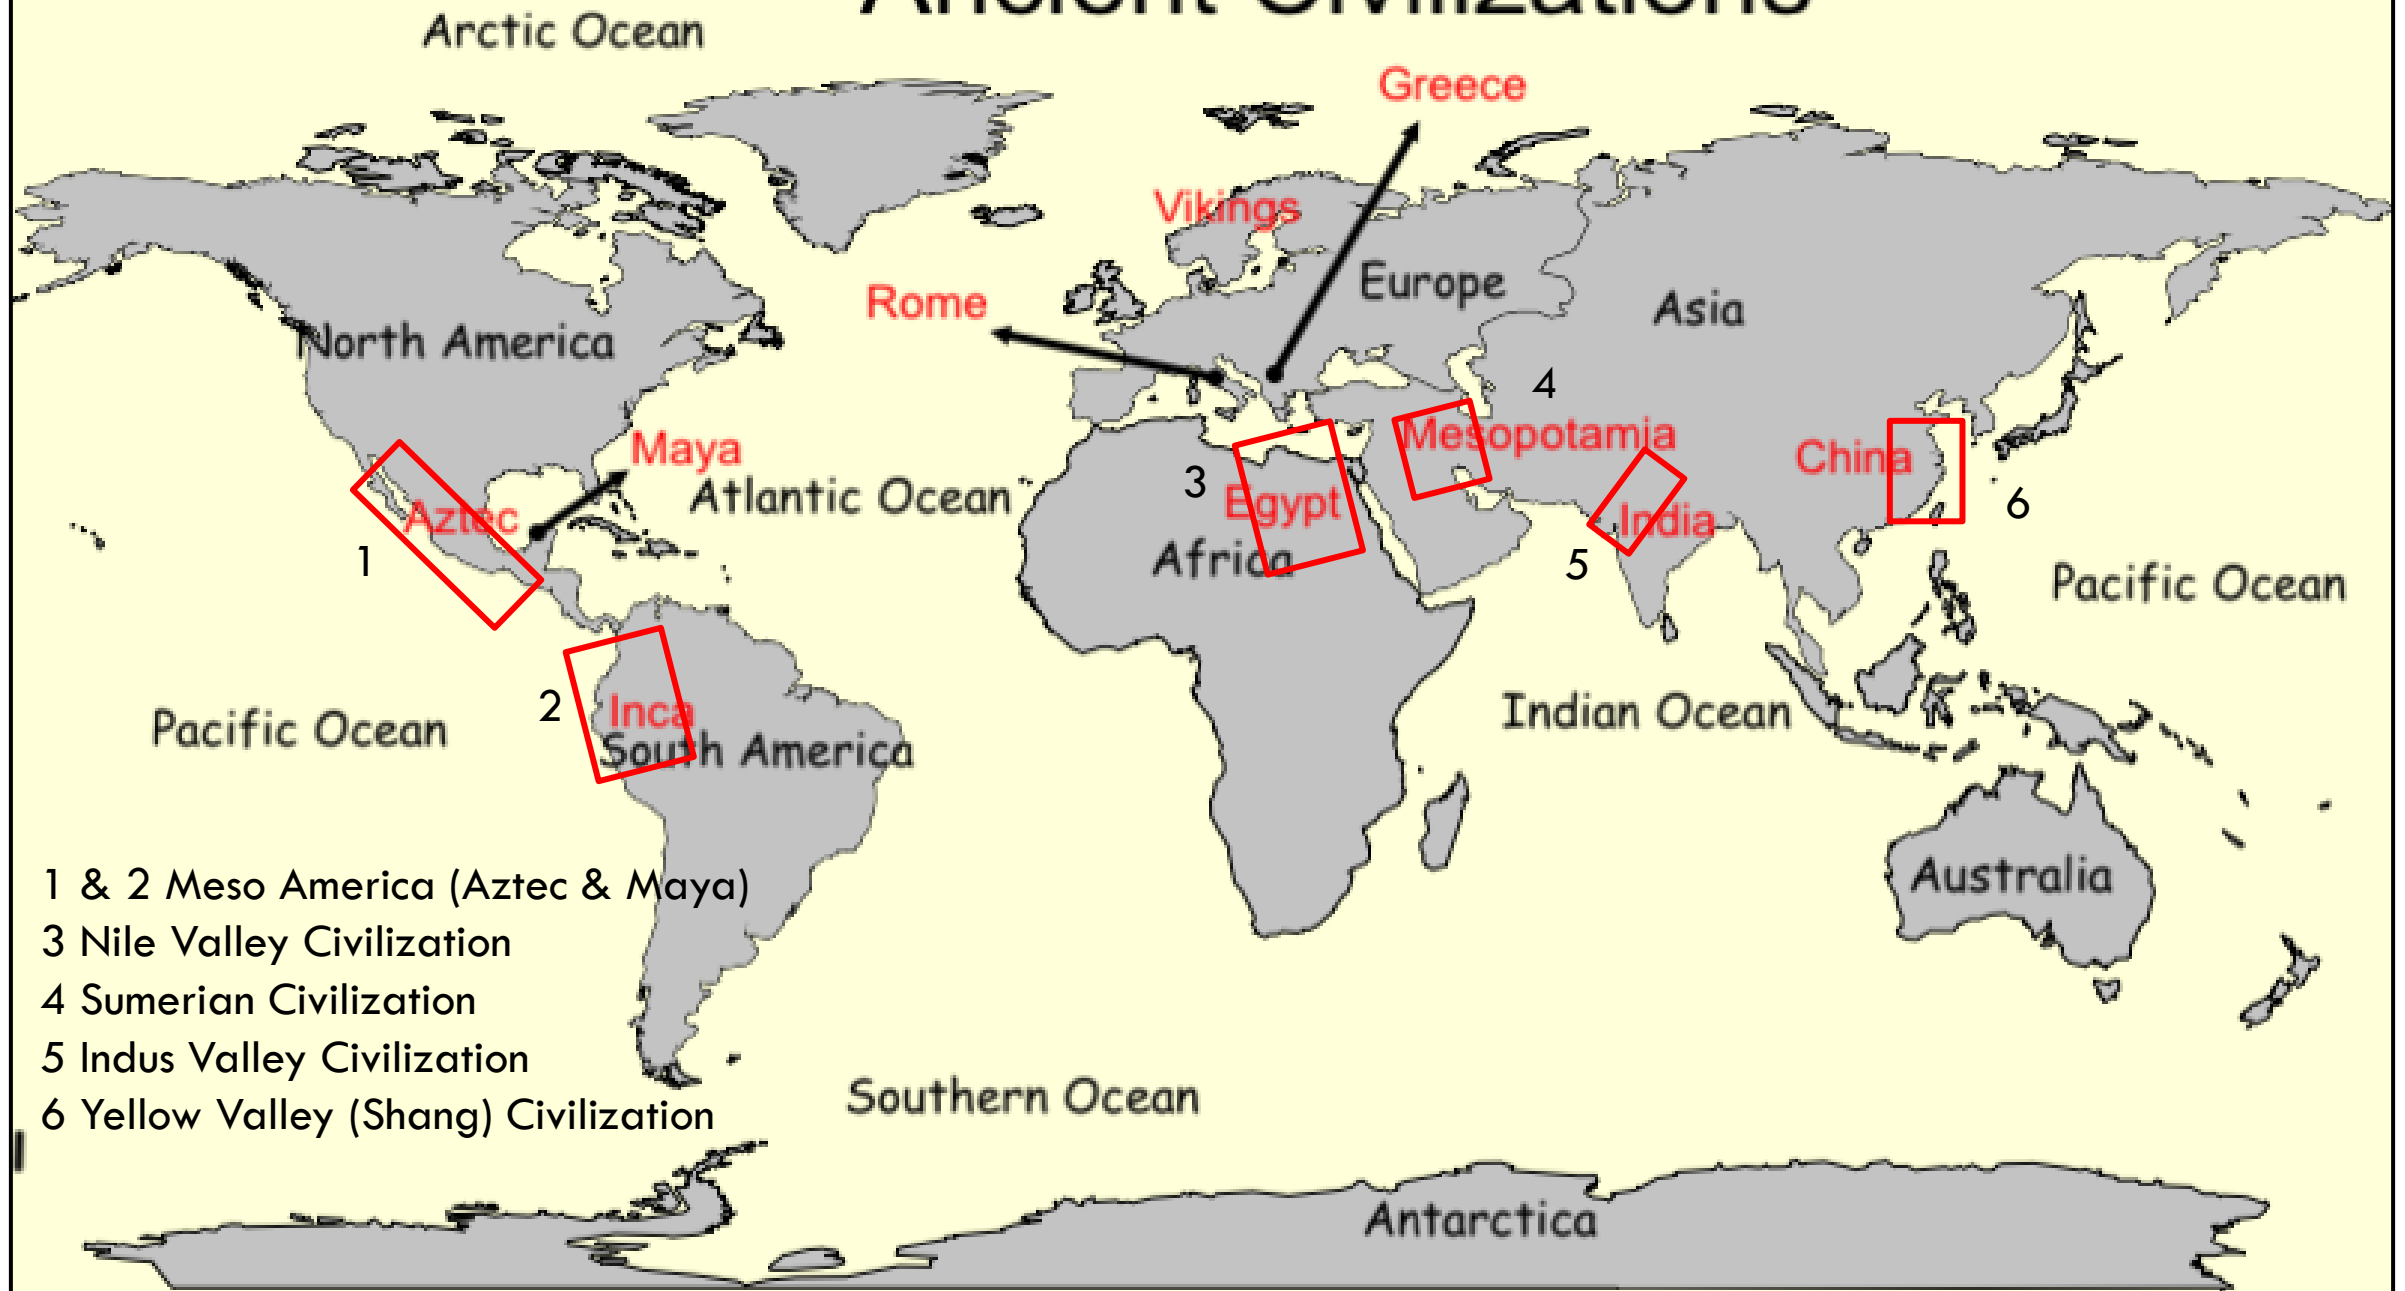 Ancient Civilizations
Arctic Ocean
Greece
Vikings
Europe
Asia
Rome
North America
4
Maya
Mesopotamia
China
Atlantic Ocean
3
Egypt
Aztec
India
6
1
Africa
5
Pacific Ocean
2
Inca
Indian Ocean
Pacific Ocean
South America
Australia
1 & 2 Meso America (Aztec & Maya)
3 Nile Valley Civilization
4 Sumerian Civilization
5 Indus Valley Civilization
6 Yellow Valley (Shang) Civilization
Southern Ocean
Antarctica